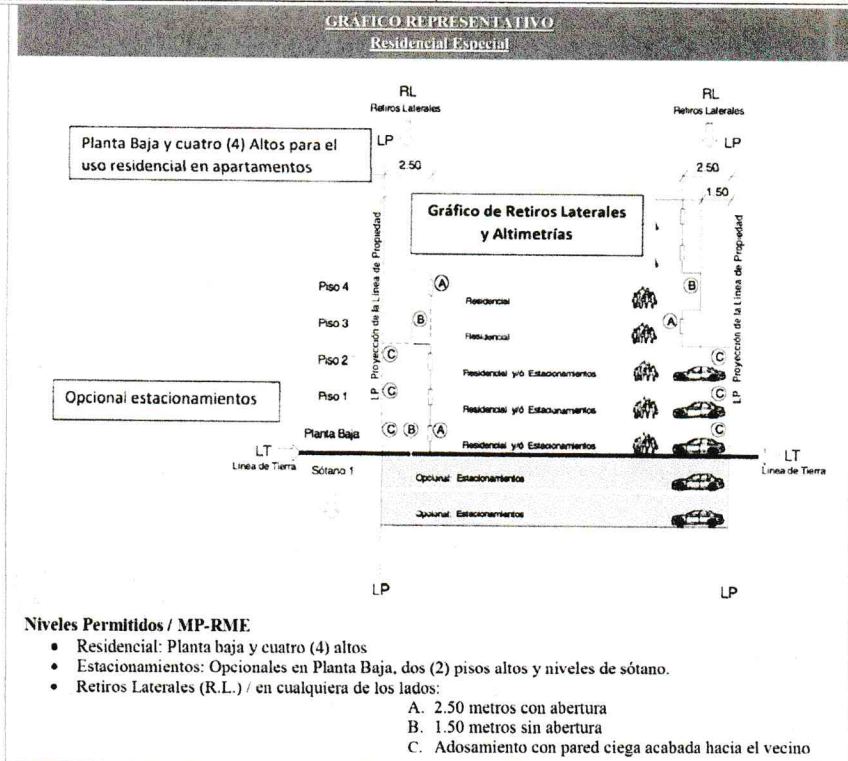 GRÁFICO REPRESENTATIVO
Residencial Especial
RL
Retiros Laterales
RL
Retiros Laterales
Planta Baja y cuatro (4) Altos para el
uso residencial en apartamentos
LP
LP
2.50
2.50
1.50
Gráfico de Retiros Laterales
y Altimetrías
LP Proyección de la Línea de Propiedad
LP Proyección de la Línea de Propiedad
Piso 4
A
Residencial
B
Piso 3
B
Residencial
A
Piso 2
C
Residencial y/ó Estacionamientos
C
Opcional estacionamientos
Piso 1
C
Residencial y/ó Estacionamientos
C
Planta Baja
C B A
Residencial y/ó Estacionamientos
C
LT
Línea de Tierra
LT
Línea de Tierra
Sótano 1
Opcional: Estacionamientos
Opcional: Estacionamientos
LP
LP
Niveles Permitidos / MP-RME
• Residencial: Planta baja y cuatro (4) altos
• Estacionamientos: Opcionales en Planta Baja, dos (2) pisos altos y niveles de sótano.
• Retiros Laterales (R.L.) / en cualquiera de los lados:
A. 2.50 metros con abertura
B. 1.50 metros sin abertura
C. Adosamiento con pared ciega acabada hacia el vecino